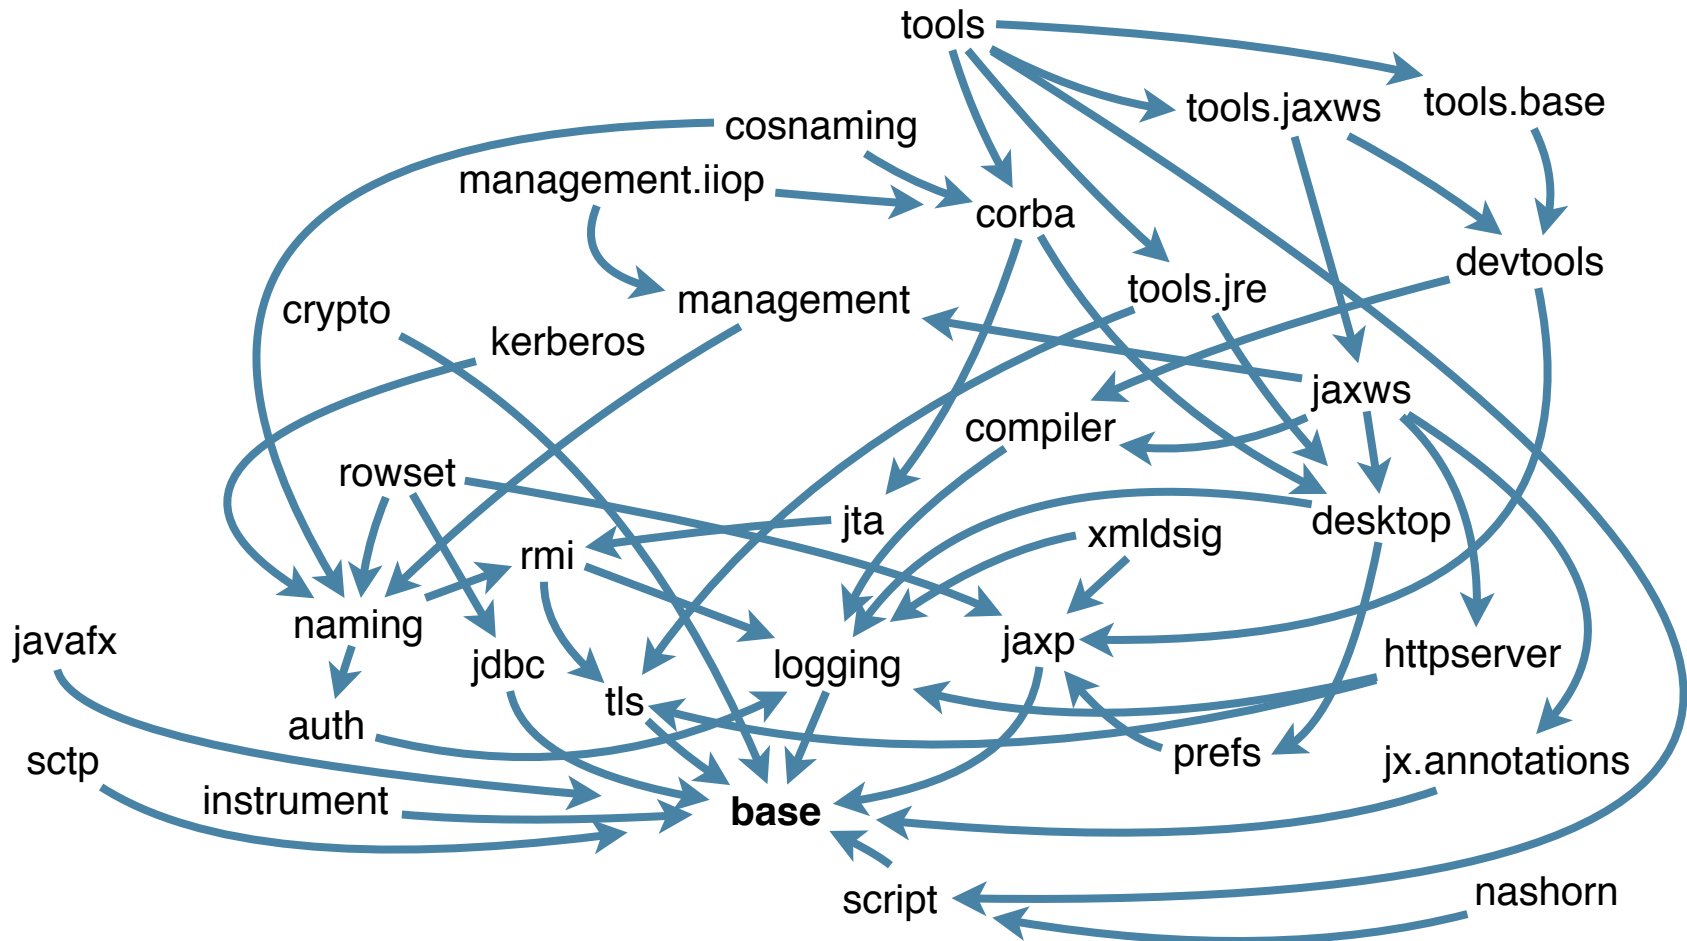 tools
tools.jaxws
tools.base
cosnaming
management.iiop
corba
devtools
tools.jre
management
crypto
kerberos
jaxws
compiler
rowset
jta
xmldsig
desktop
rmi
naming
javafx
jdbc
logging
jaxp
httpserver
tls
auth
prefs
sctp
jx.annotations
instrument
base
script
nashorn